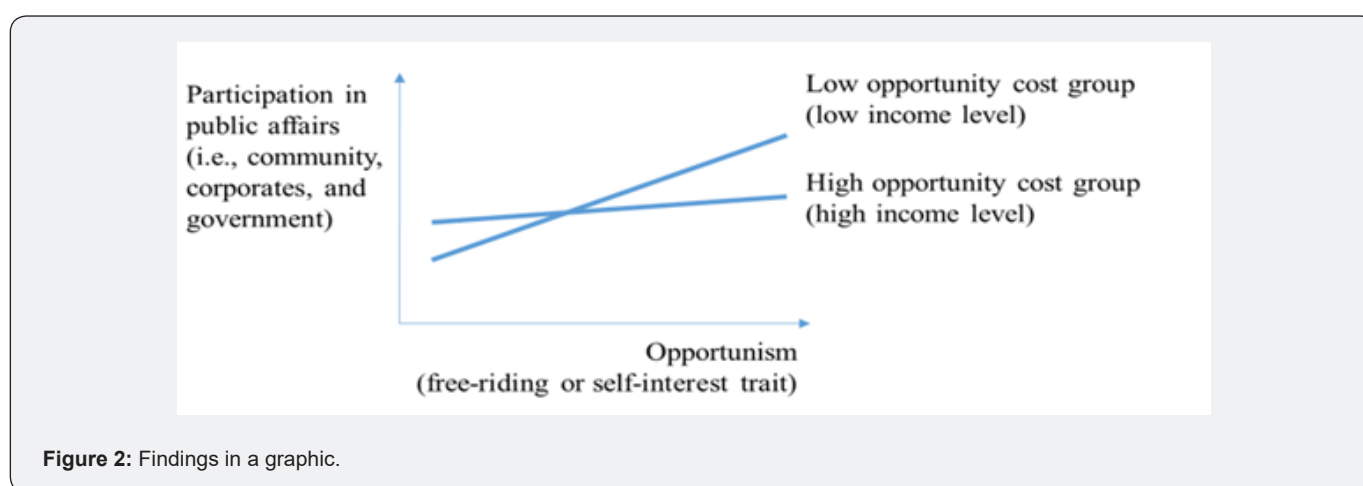 Participation in
public affairs
(i.e., community,
corporates, and
government)
Low opportunity cost group
(low income level)
High opportunity cost group
(high income level)
Opportunism
(free-riding or self-interest trait)
Figure 2: Findings in a graphic.